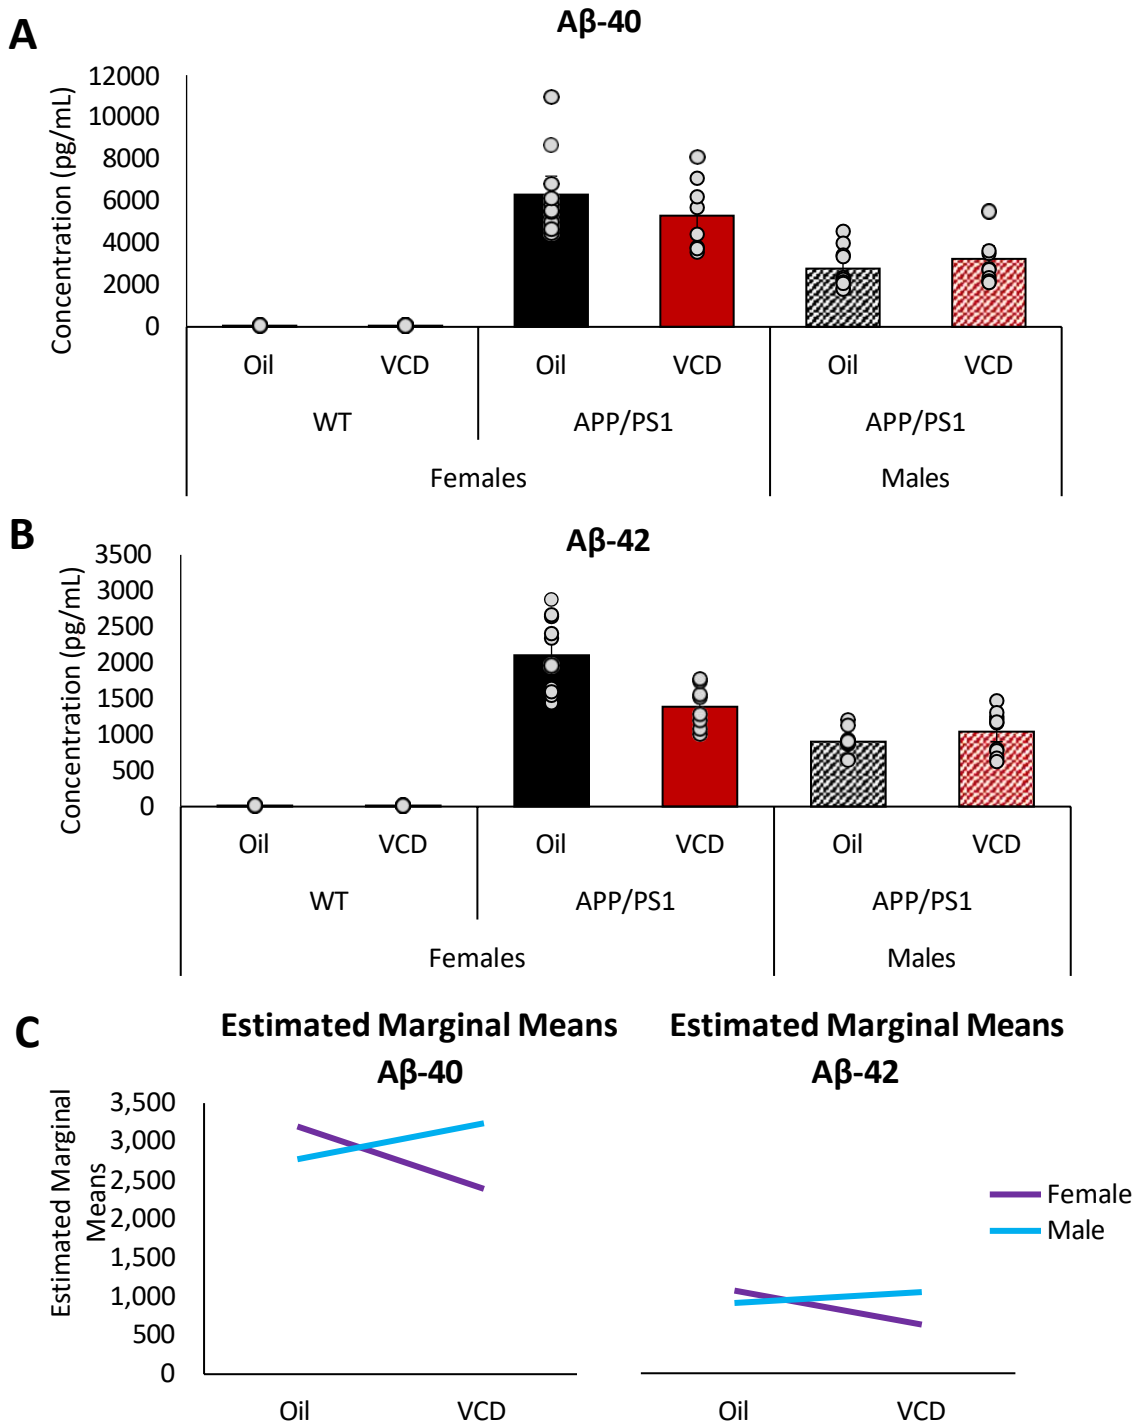 A
Aβ-40
Concentration (pg/mL)
12000
10000
8000
6000
4000
2000
0
Oil VCD Oil VCD Oil VCD
WT APP/PS1 APP/PS1
Females Males
B
Aβ-42
Concentration (pg/mL)
3500
3000
2500
2000
1500
1000
500
0
Oil VCD Oil VCD Oil VCD
WT APP/PS1 APP/PS1
Females Males
C
Estimated Marginal Means
Aβ-40
Estimated Marginal Means
Aβ-42
Estimated Marginal
Means
3,500
3,000
2,500
2,000
1,500
1,000
500
0
Oil VCD
Oil VCD
Female
Male